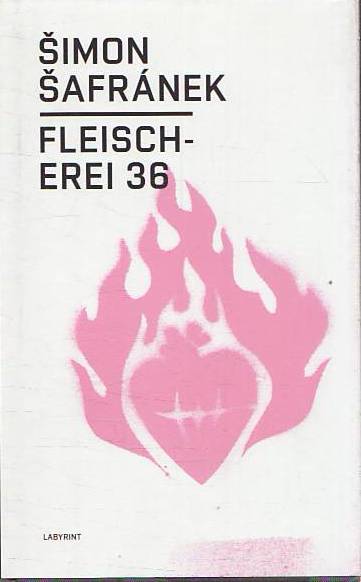 ŠIMON
ŠAFRÁNEK
FLEISCH-
EREI 36
LABYRINT